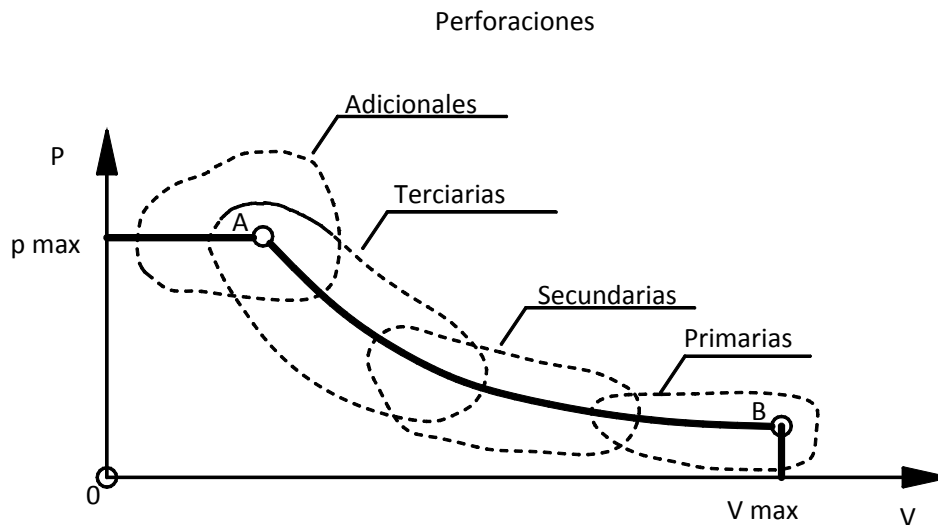 Perforaciones
Adicionales
P
Terciarias
A
p max
Secundarias
Primarias
B
0
V max
V